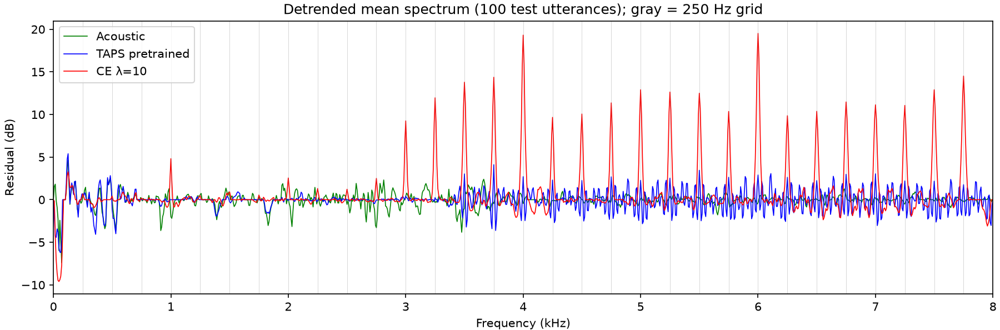 Detrended mean spectrum (100 test utterances); gray = 250 Hz grid
Residual (dB)
20
15
10
5
0
−5
−10
Acoustic
TAPS pretrained
CE λ=10
0 1 2 3 4 5 6 7 8
Frequency (kHz)